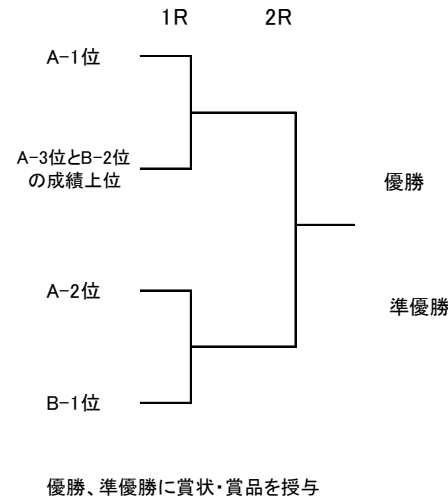 1R 2R
A-1位
A-3位とB-2位
の成績上位
優勝
A-2位
準優勝
B-1位
優勝、準優勝に賞状・賞品を授与